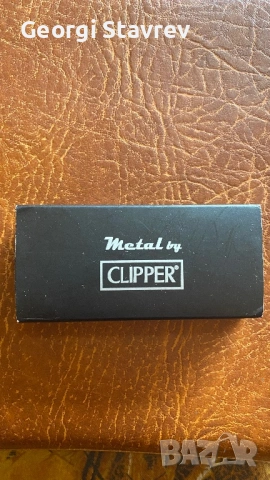 Georgi Stavrev
Metal by
CLIPPER®
BAZAR